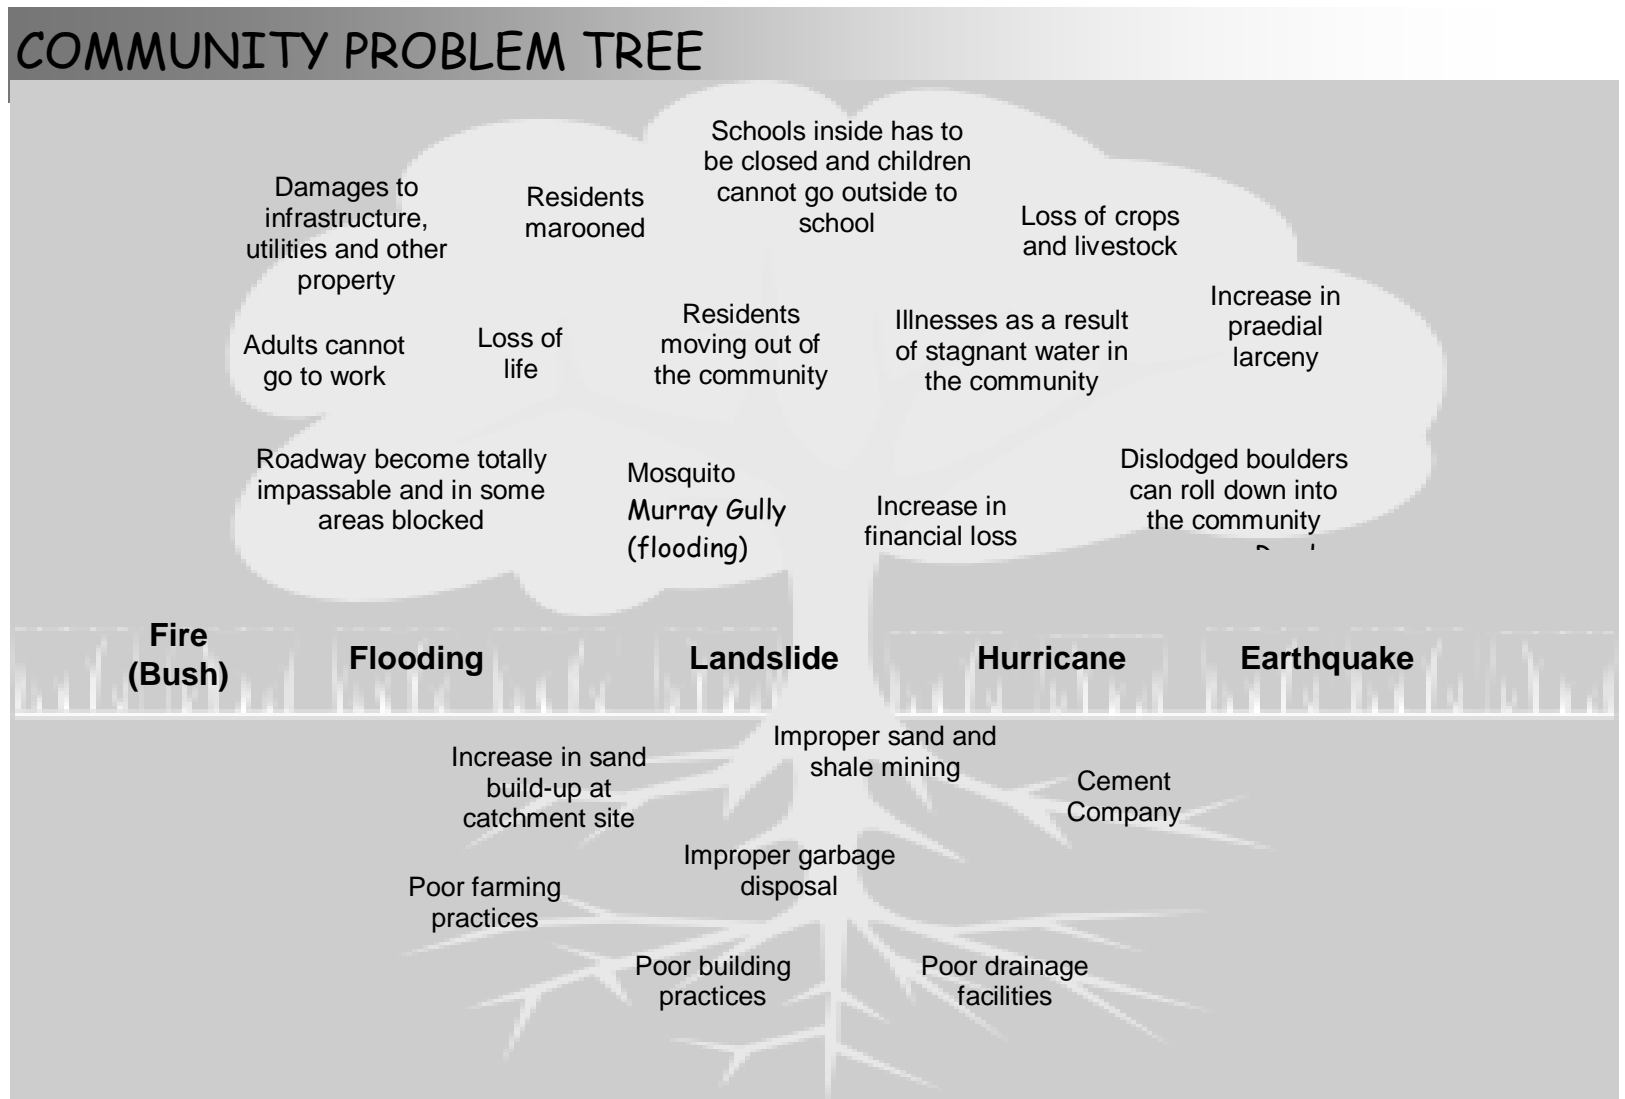 COMMUNITY PROBLEM TREE
Schools inside has to
be closed and children
cannot go outside to
school
Damages to
infrastructure,
utilities and other
property
Residents
marooned
Loss of crops
and livestock
Increase in
praedial
larceny
Adults cannot
go to work
Loss of
life
Residents
moving out of
the community
Illnesses as a result
of stagnant water in
the community
Roadway become totally
impassable and in some
areas blocked
Mosquito
Murray Gully
(flooding)
Increase in
financial loss
Dislodged boulders
can roll down into
the community
Fire
(Bush)
Flooding
Landslide
Hurricane
Earthquake
Increase in sand
build-up at
catchment site
Improper sand and
shale mining
Cement
Company
Improper garbage
disposal
Poor farming
practices
Poor building
practices
Poor drainage
facilities